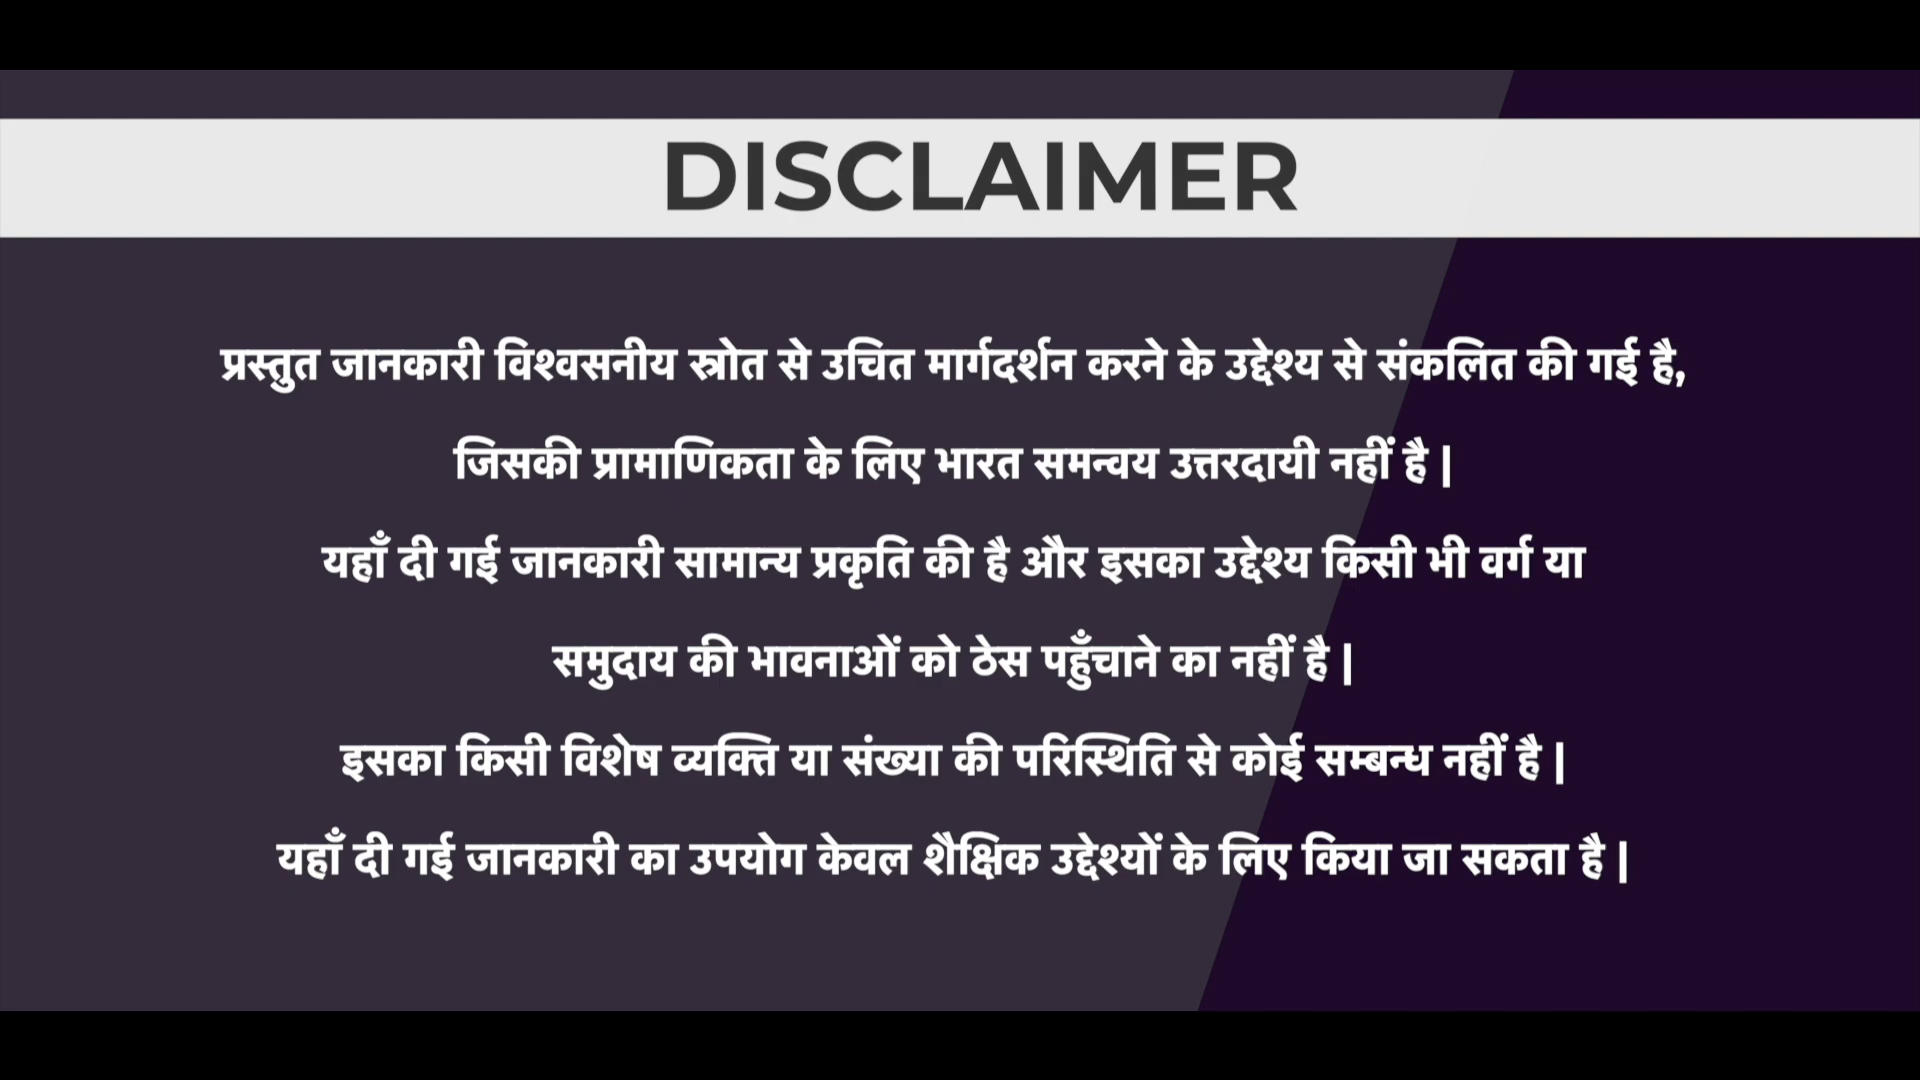 DISCLAIMER
प्रस्तुत जानकारी विश्वसनीय स्रोत से उचित मार्गदर्शन करने के उद्देश्य से संकलित की गई है,
जिसकी प्रामाणिकता के लिए भारत समन्वय उत्तरदायी नहीं है |
यहाँ दी गई जानकारी सामान्य प्रकृति की है और इसका उद्देश्य किसी भी वर्ग या
समुदाय की भावनाओं को ठेस पहुँचाने का नहीं है |
इसका किसी विशेष व्यक्ति या संख्या की परिस्थिति से कोई सम्बन्ध नहीं है |
यहाँ दी गई जानकारी का उपयोग केवल शैक्षिक उद्देश्यों के लिए किया जा सकता है |